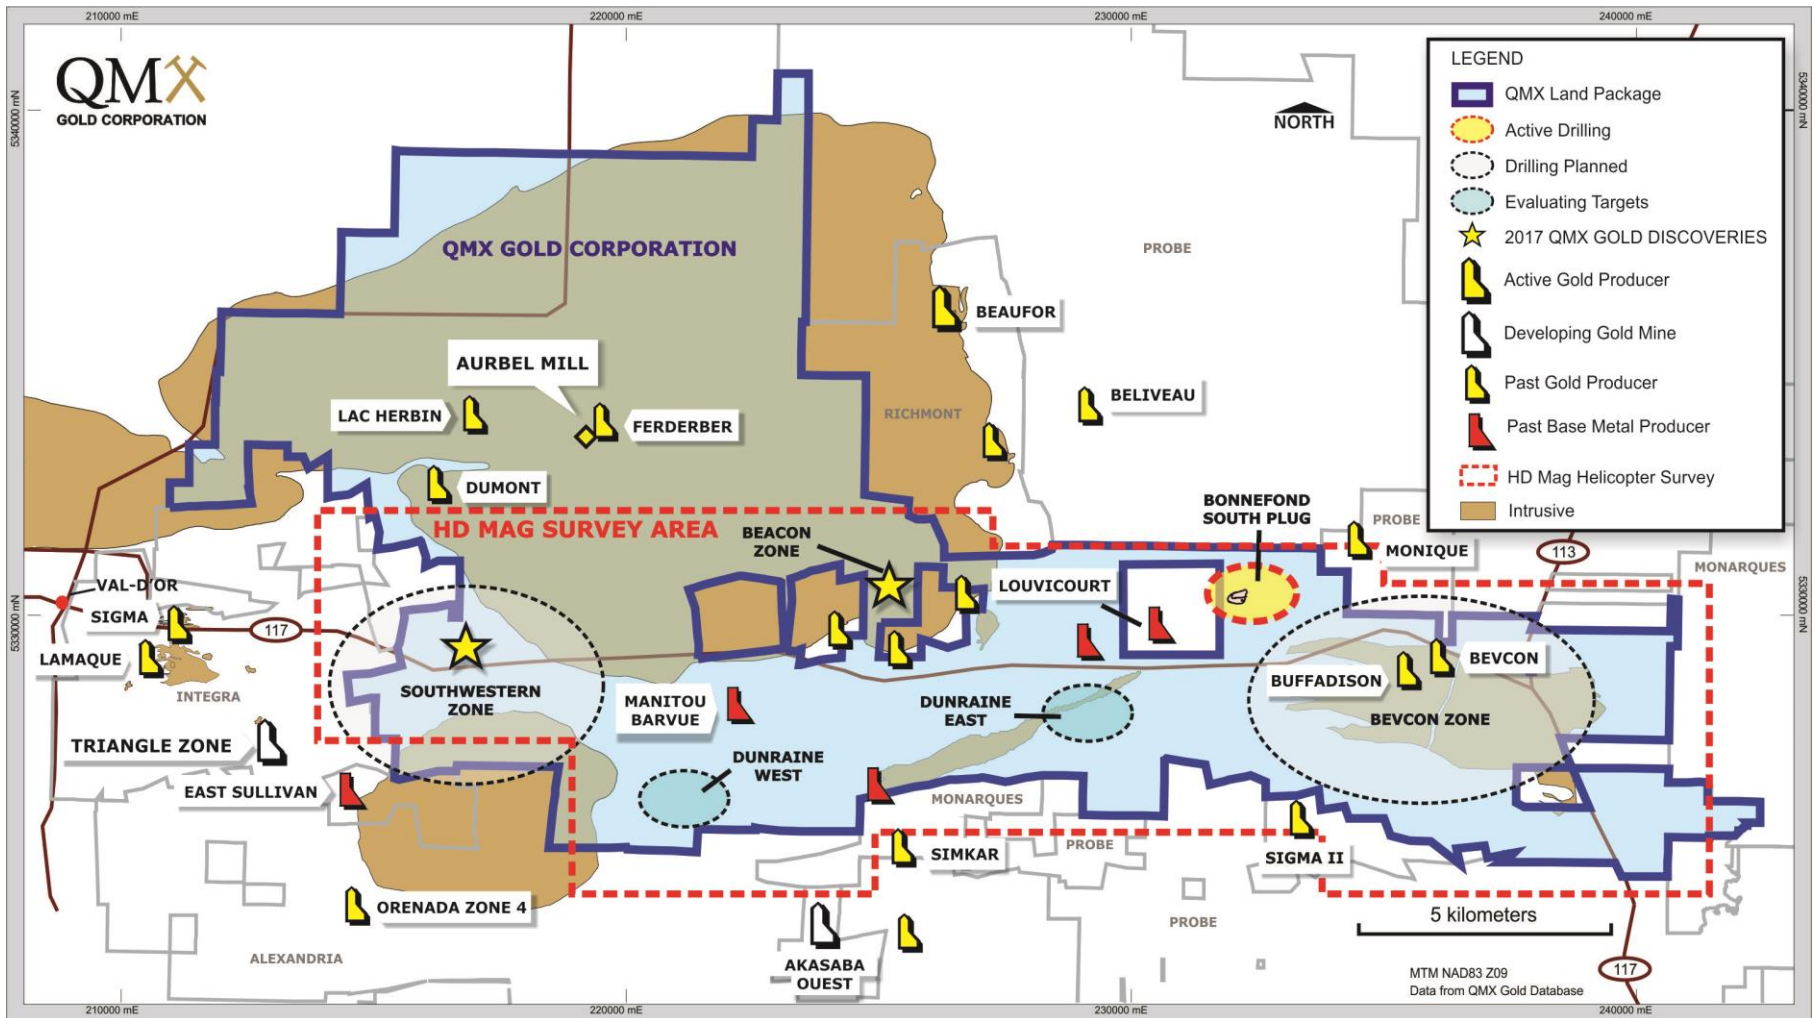 210000 mE
220000 mE
230000 mE
240000 mE
5340000 mN
5340000 mN
QMX
GOLD CORPORATION
NORTH
LEGEND
QMX Land Package
Active Drilling
Drilling Planned
Evaluating Targets
2017 QMX GOLD DISCOVERIES
Active Gold Producer
Developing Gold Mine
Past Gold Producer
Past Base Metal Producer
HD Mag Helicopter Survey
Intrusive
QMX GOLD CORPORATION
PROBE
BEAUFOR
AURBEL MILL
LAC HERBIN
FERDERBER
RICHMONT
BELIVEAU
DUMONT
HD MAG SURVEY AREA
BEACON
ZONE
BONNEFOND
SOUTH PLUG
PROBE
MONIQUE
113
MONARQUES
VAL-D'OR
SIGMA
117
LOUVICOURT
5330000 mN
5330000 mN
LAMAQUE
INTEGRA
SOUTHWESTERN
ZONE
MANITOU
BARVUE
DUNRAINE
EAST
BUFFADISON
BEVCON
BEVCON ZONE
TRIANGLE ZONE
DUNRAINE
WEST
EAST SULLIVAN
MONARQUES
SIMKAR
PROBE
SIGMA II
ORENADA ZONE 4
5 kilometers
PROBE
ALEXANDRIA
AKASABA
OUEST
117
MTM NAD83 Z09
Data from QMX Gold Database
210000 mE
220000 mE
230000 mE
240000 mE